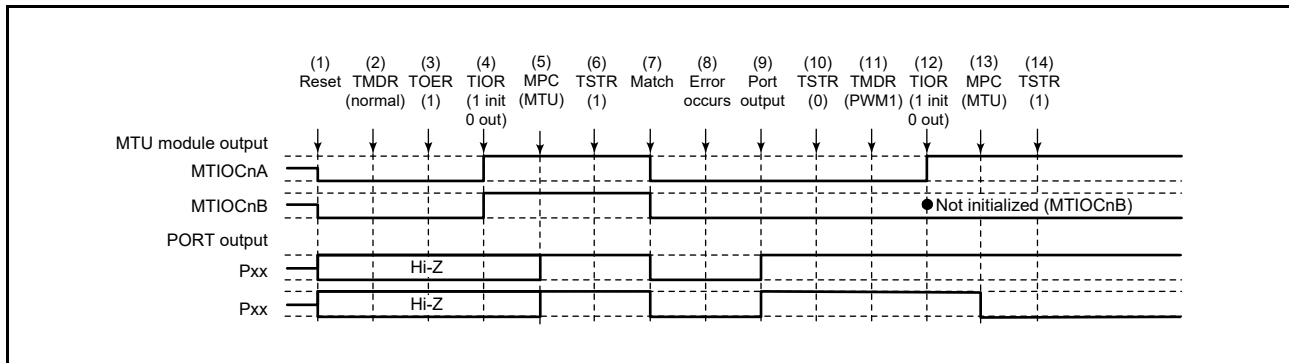 (1) (2) (3) (4) (5) (6) (7) (8) (9) (10) (11) (12) (13) (14)
Reset TMDR TOER TIOR MPC TSTR Match Error Port TSTR TMDR TIOR MPC TSTR
(normal) (1) (1 init (MTU) (1) occurs output (0) (PWM1) (1 init (MTU) (1)
0 out) 0 out)
MTU module output
MTIOCnA
MTIOCnB Not initialized (MTIOCnB)
PORT output
Pxx Hi-Z
Pxx Hi-Z